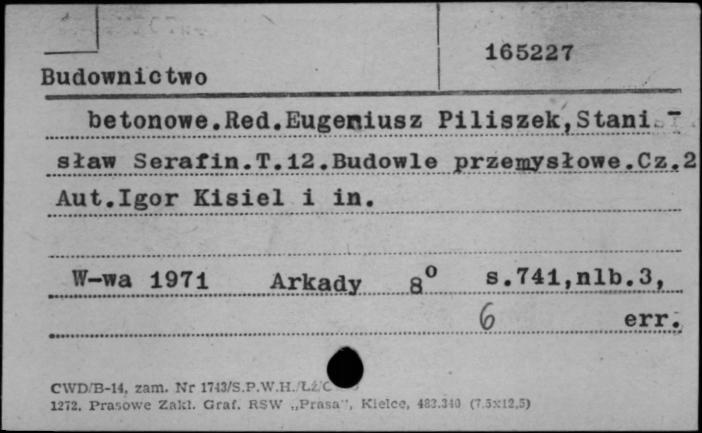 165227
Budownictwo
betonowe.Red.Eugeniusz Piliszek,Stani -
sław Serafin.T.12.Budowle przemysłowe.Cz.2
Aut.Igor Kisiel i in.
W-wa 1971 Arkady 8° s.741,nlb.3,
6 err.
CWD/B-14, zam. Nr 1743/S.P.W.H./Łż/C
1272. Prasowe Zakł. Graf. RSW „Prasa", Kielce, 483.340 (7.5x12,5)